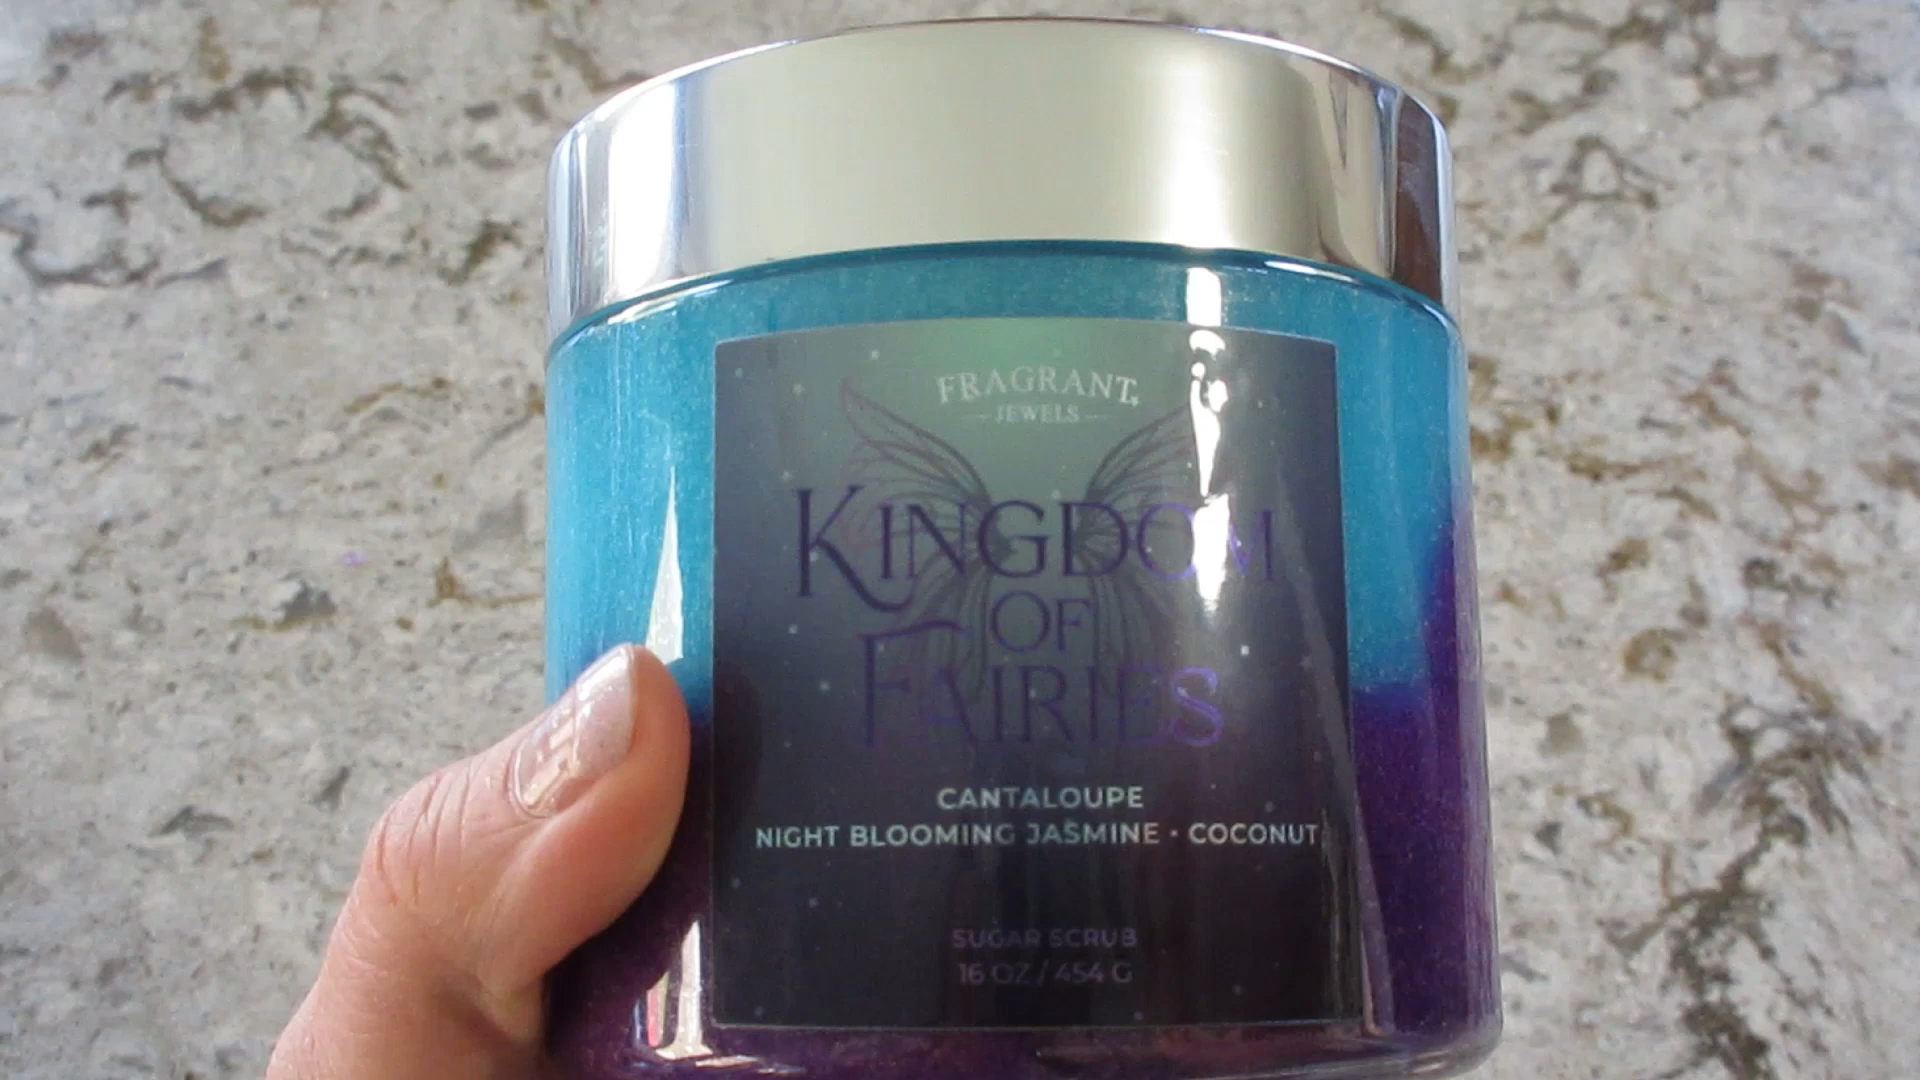 FRAGRANT
JEWELS
KINGDOM
OF
FAIRIES
CANTALOUPE
NIGHT BLOOMING JASMINE • COCONUT
SUGAR SCRUB
16 OZ / 454 G